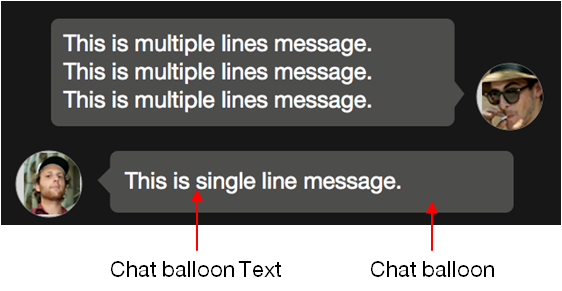 This is multiple lines message.
This is multiple lines message.
This is multiple lines message.
This is single line message.
Chat balloon Text
Chat balloon